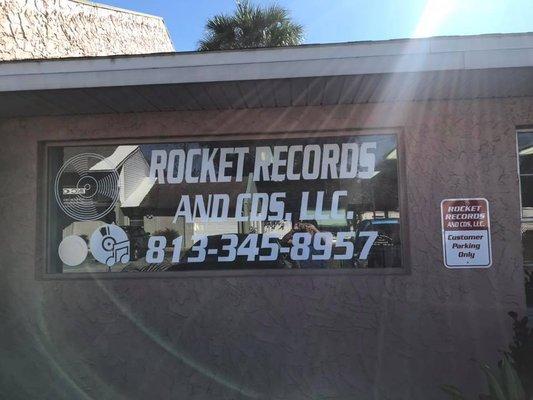 ROCKET RECORDS
AND CDS, LLC.
813-345-8957
ROCKET
RECORDS
AND CDS, LLC.
Customer
Parking
Only